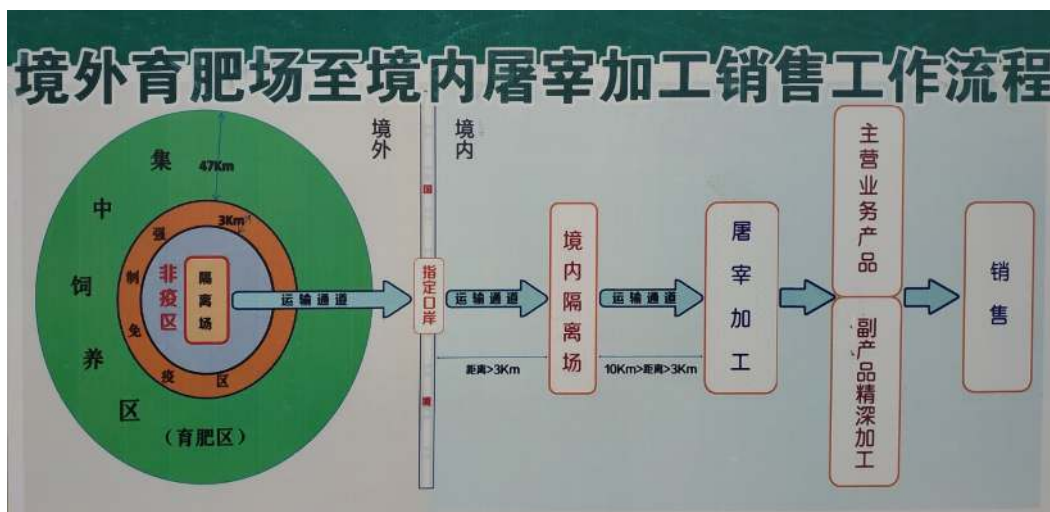 境外育肥场至境内屠宰加工销售工作流程
境外
境内
集中饲养区
(育肥区)
47Km
3Km
强制免疫区
非疫区
隔离场
运输通道
国
境
指定口岸
运输通道
距离>3Km
境内隔离场
运输通道
10Km>距离>3Km
屠宰加工
主营业务产品
副产品精深加工
销售